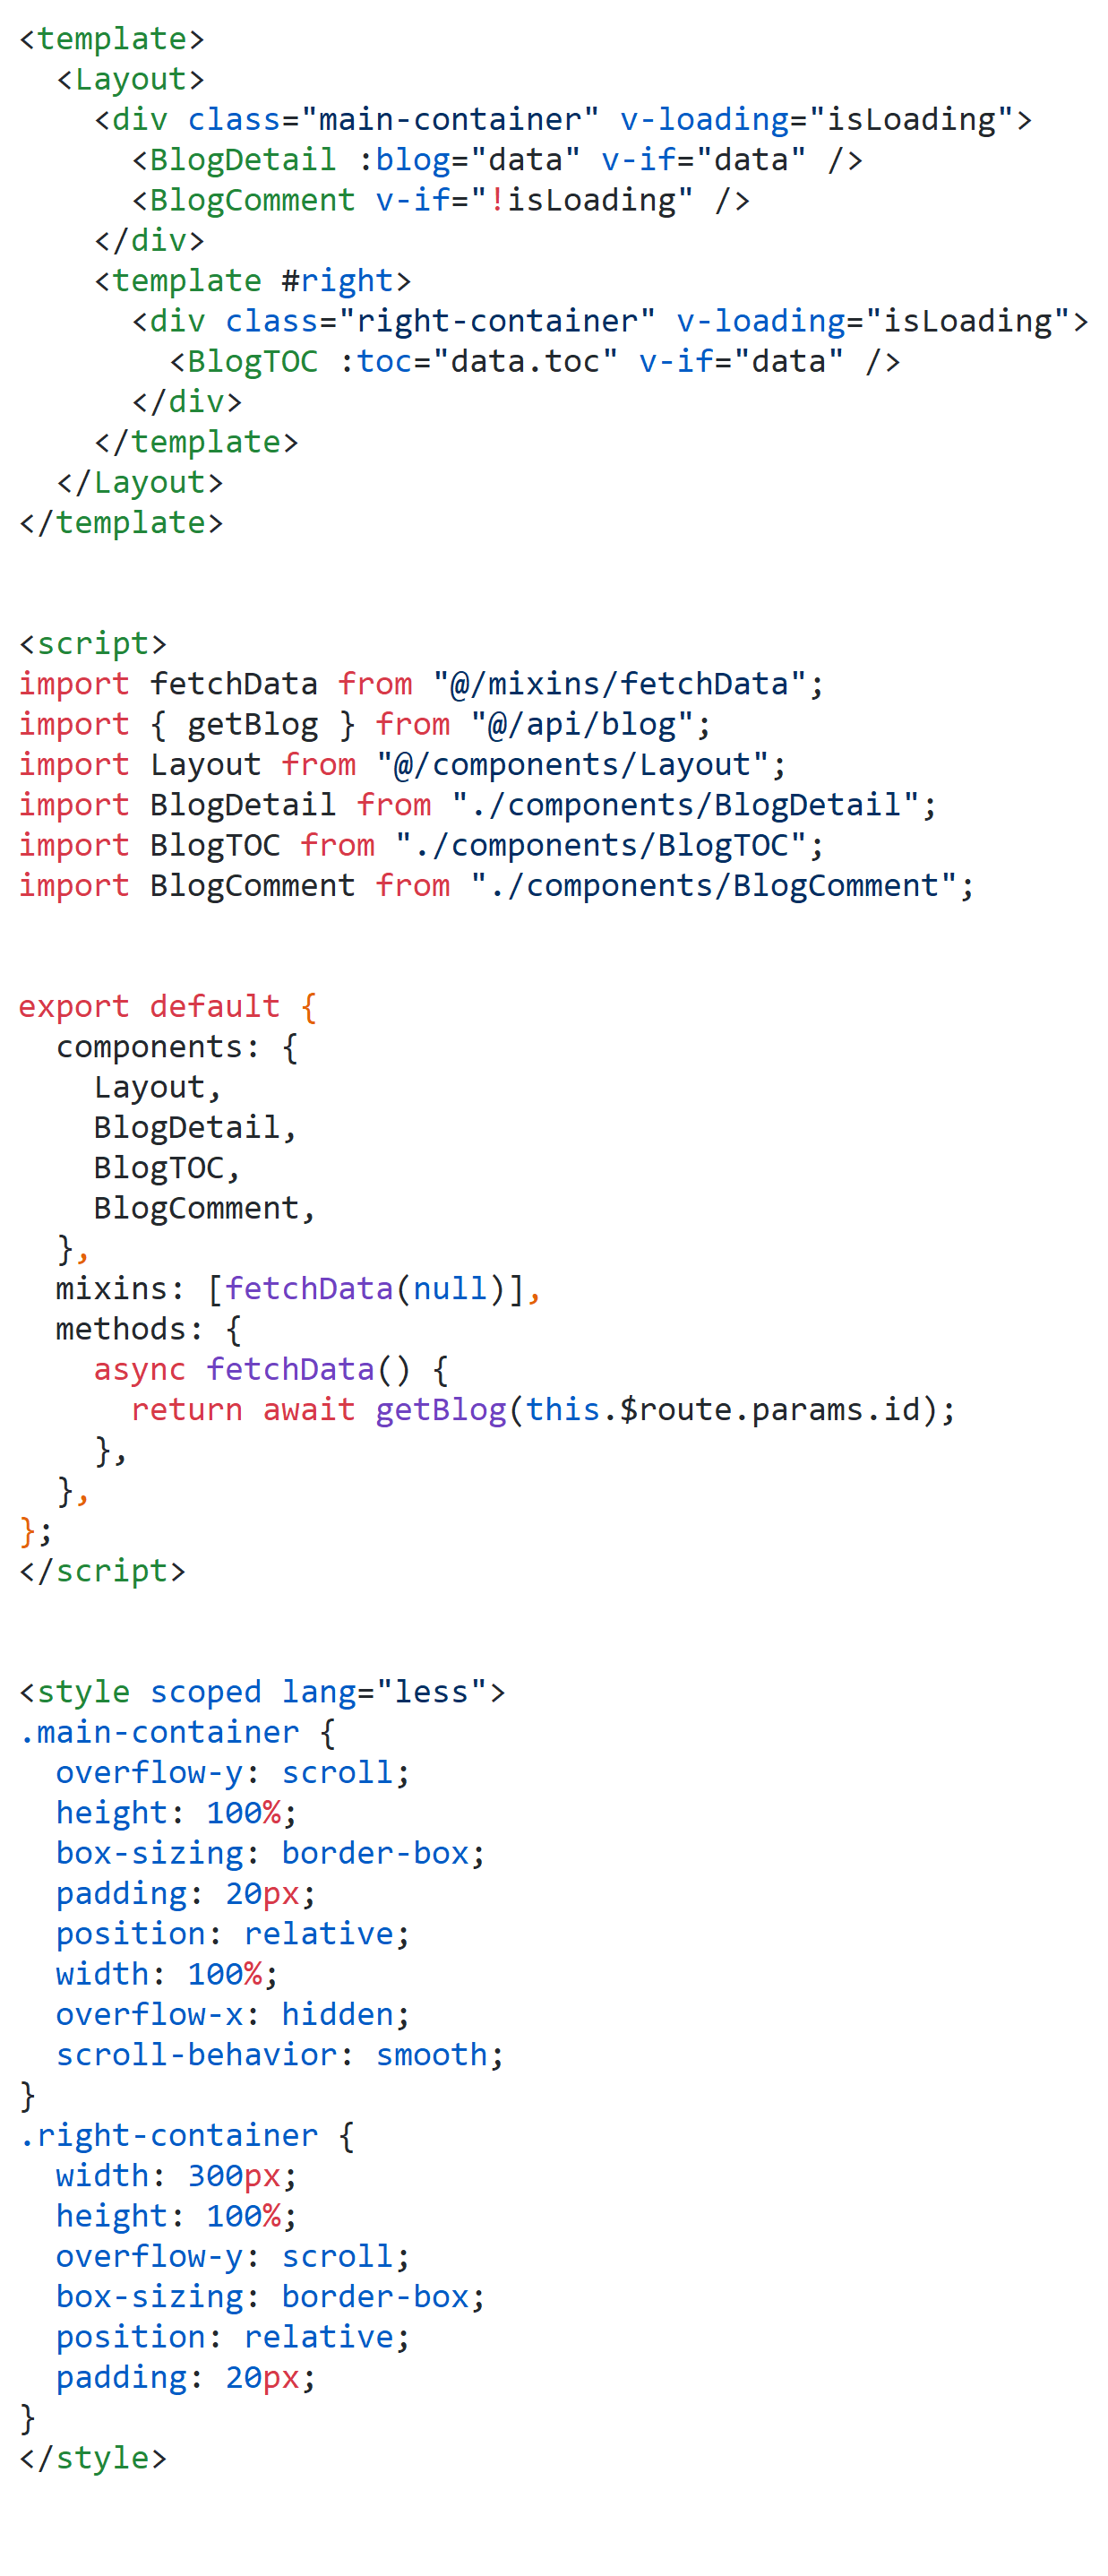 <template>
  <Layout>
    <div class="main-container" v-loading="isLoading">
      <BlogDetail :blog="data" v-if="data" />
      <BlogComment v-if="!isLoading" />
    </div>
    <template #right>
      <div class="right-container" v-loading="isLoading">
        <BlogTOC :toc="data.toc" v-if="data" />
      </div>
    </template>
  </Layout>
</template>

<script>
import fetchData from "@/mixins/fetchData";
import { getBlog } from "@/api/blog";
import Layout from "@/components/Layout";
import BlogDetail from "./components/BlogDetail";
import BlogTOC from "./components/BlogTOC";
import BlogComment from "./components/BlogComment";

export default {
  components: {
    Layout,
    BlogDetail,
    BlogTOC,
    BlogComment,
  },
  mixins: [fetchData(null)],
  methods: {
    async fetchData() {
      return await getBlog(this.$route.params.id);
    },
  },
};
</script>

<style scoped lang="less">
.main-container {
  overflow-y: scroll;
  height: 100%;
  box-sizing: border-box;
  padding: 20px;
  position: relative;
  width: 100%;
  overflow-x: hidden;
  scroll-behavior: smooth;
}
.right-container {
  width: 300px;
  height: 100%;
  overflow-y: scroll;
  box-sizing: border-box;
  position: relative;
  padding: 20px;
}
</style>